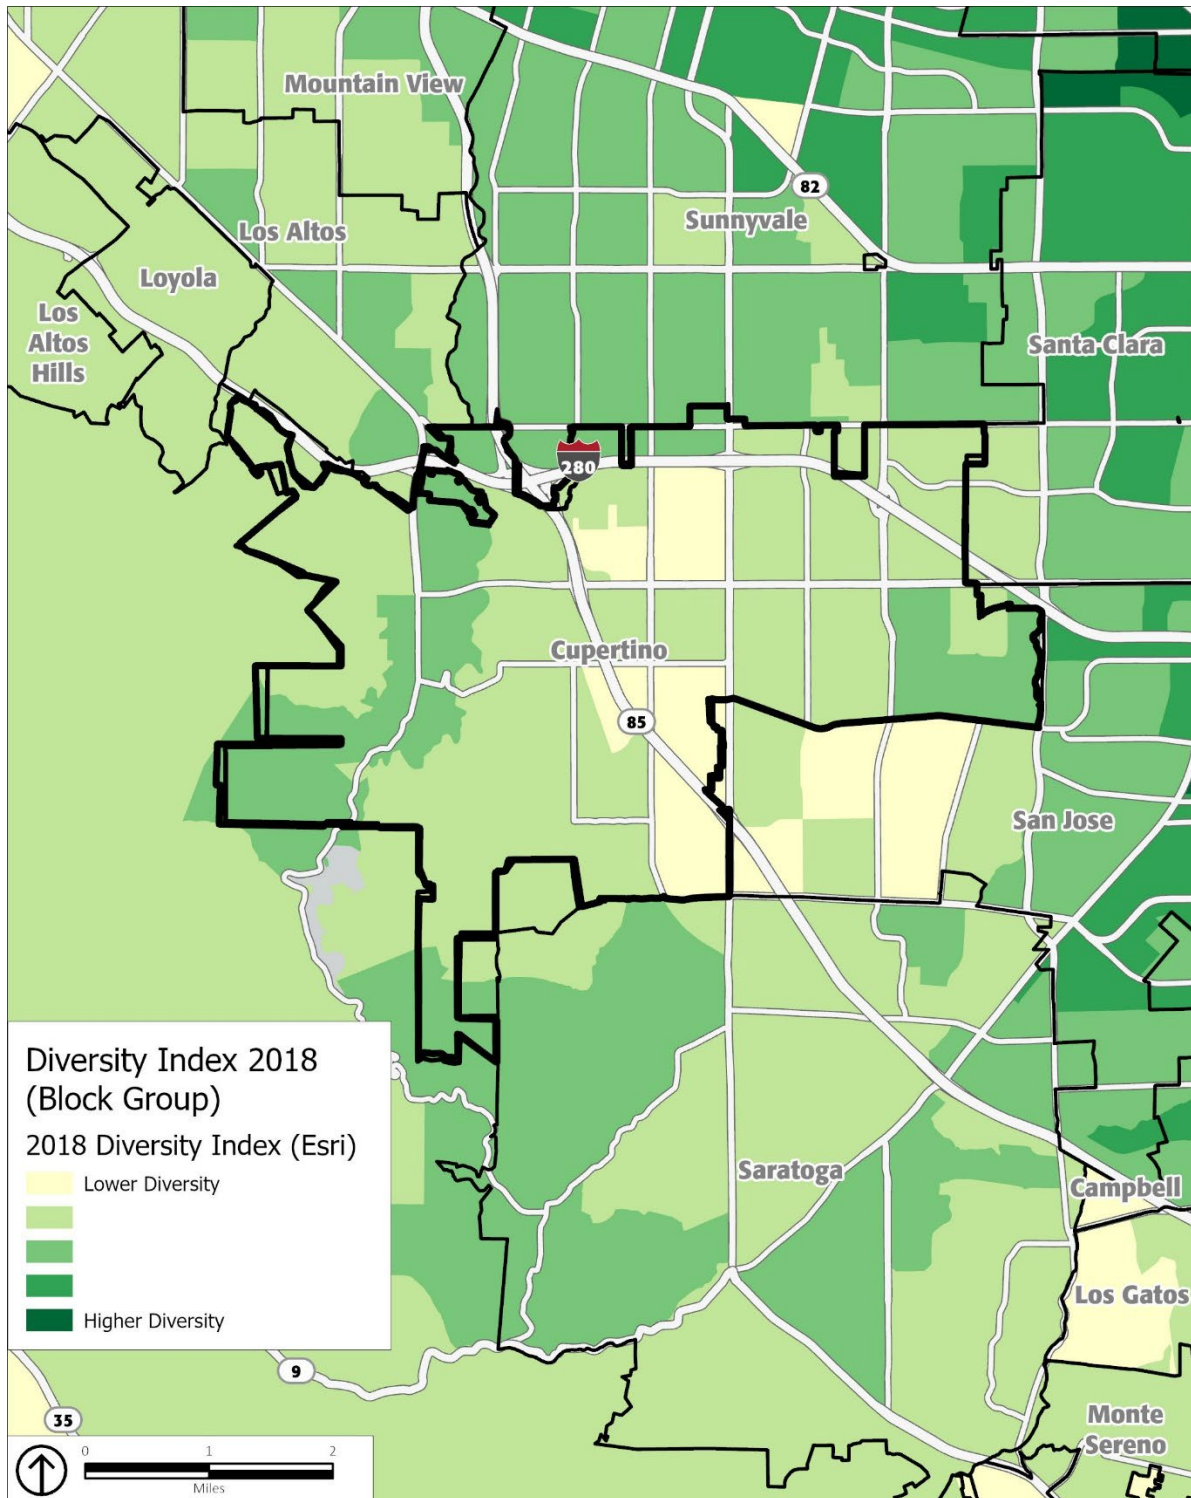 Mountain View
82
Sunnyvale
Los Altos
Loyola
Los
Altos
Hills
Santa Clara
280
Cupertino
85
San Jose
Diversity Index 2018
(Block Group)
2018 Diversity Index (Esri)
Lower Diversity
Higher Diversity
Saratoga
Campbell
Los Gatos
9
35
Monte
Sereno
0 1 2
Miles